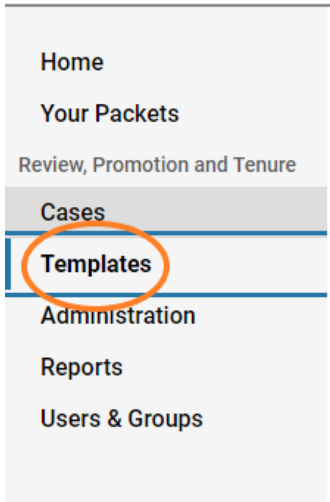 Home
Your Packets
Review, Promotion and Tenure
Cases
Templates
Administration
Reports
Users & Groups